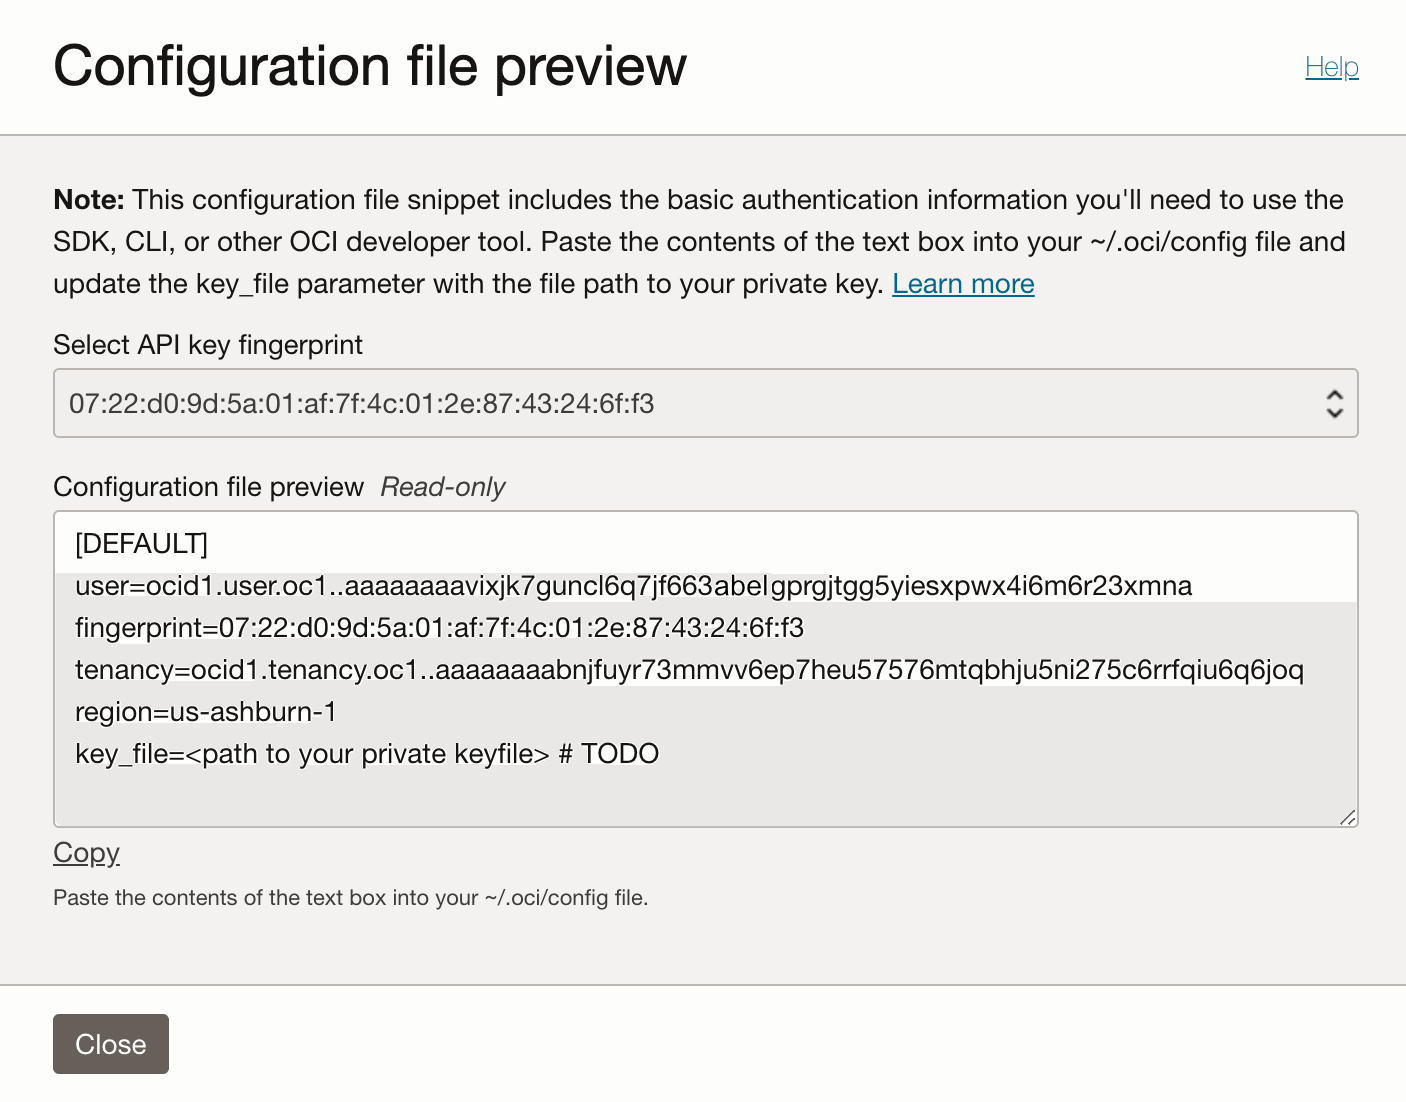 Configuration file preview
Help
Note: This configuration file snippet includes the basic authentication information you'll need to use the
SDK, CLI, or other OCI developer tool. Paste the contents of the text box into your ~/.oci/config file and
update the key_file parameter with the file path to your private key. Learn more
Select API key fingerprint
07:22:d0:9d:5a:01:af:7f:4c:01:2e:87:43:24:6f:f3
Configuration file preview Read-only
[DEFAULT]
user=ocid1.user.oc1..aaaaaaaavixjk7guncl6q7jf663abelgprgjtgg5yiesxpwx4i6m6r23xmna
fingerprint=07:22:d0:9d:5a:01:af:7f:4c:01:2e:87:43:24:6f:f3
tenancy=ocid1.tenancy.oc1..aaaaaaaabnjfuyr73mmvv6ep7heu57576mtqbhju5ni275c6rrfqiu6q6joq
region=us-ashburn-1
key_file=<path to your private keyfile> # TODO
Copy
Paste the contents of the text box into your ~/.oci/config file.
Close